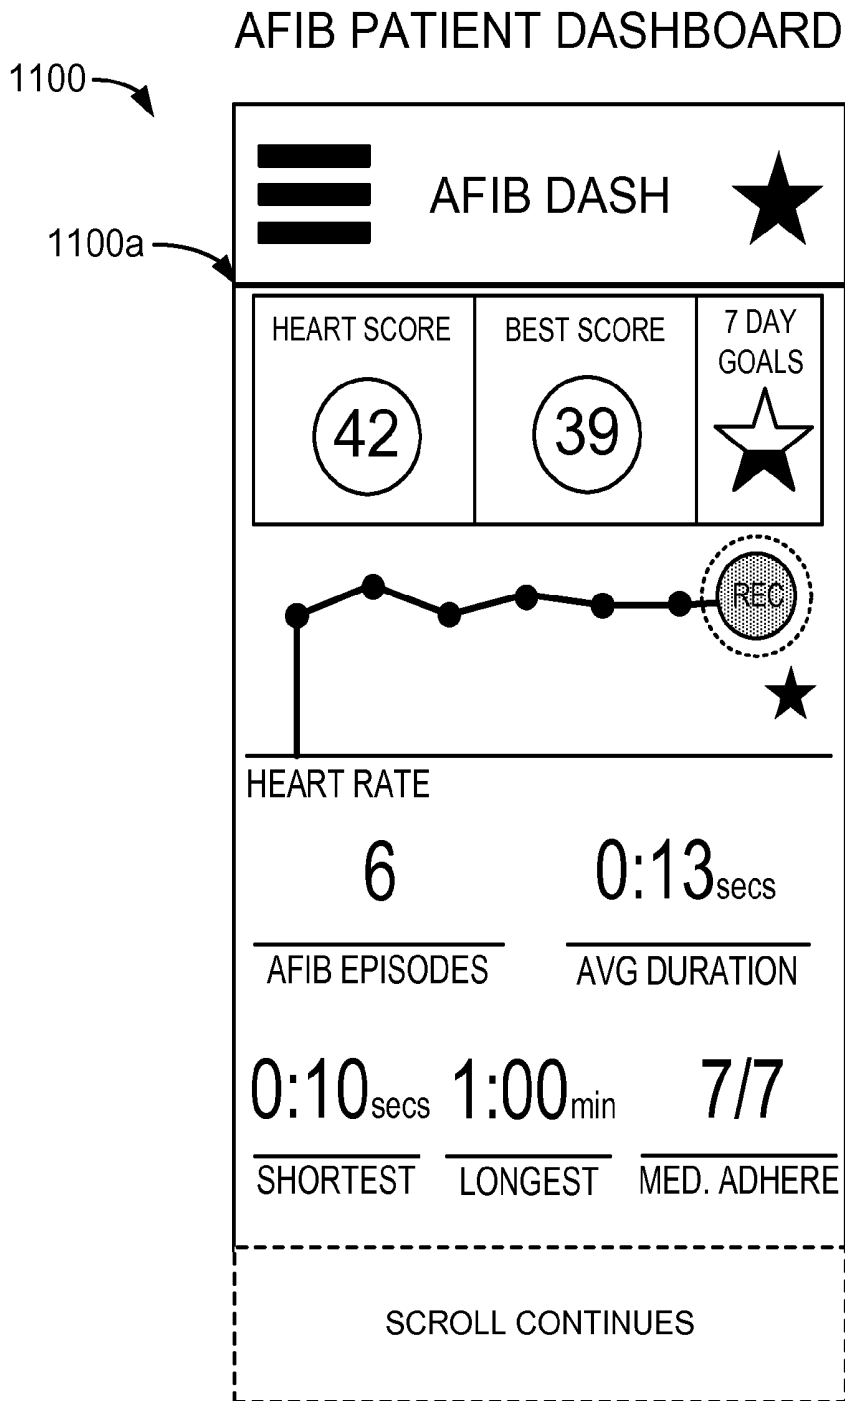 AFIB PATIENT DASHBOARD
1100
AFIB DASH
1100a
HEART SCORE
BEST SCORE
7 DAY
GOALS
42
39
REC
HEART RATE
6
0:13secs
AFIB EPISODES
AVG DURATION
0:10secs
1:00min
7/7
SHORTEST
LONGEST
MED. ADHERE
SCROLL CONTINUES